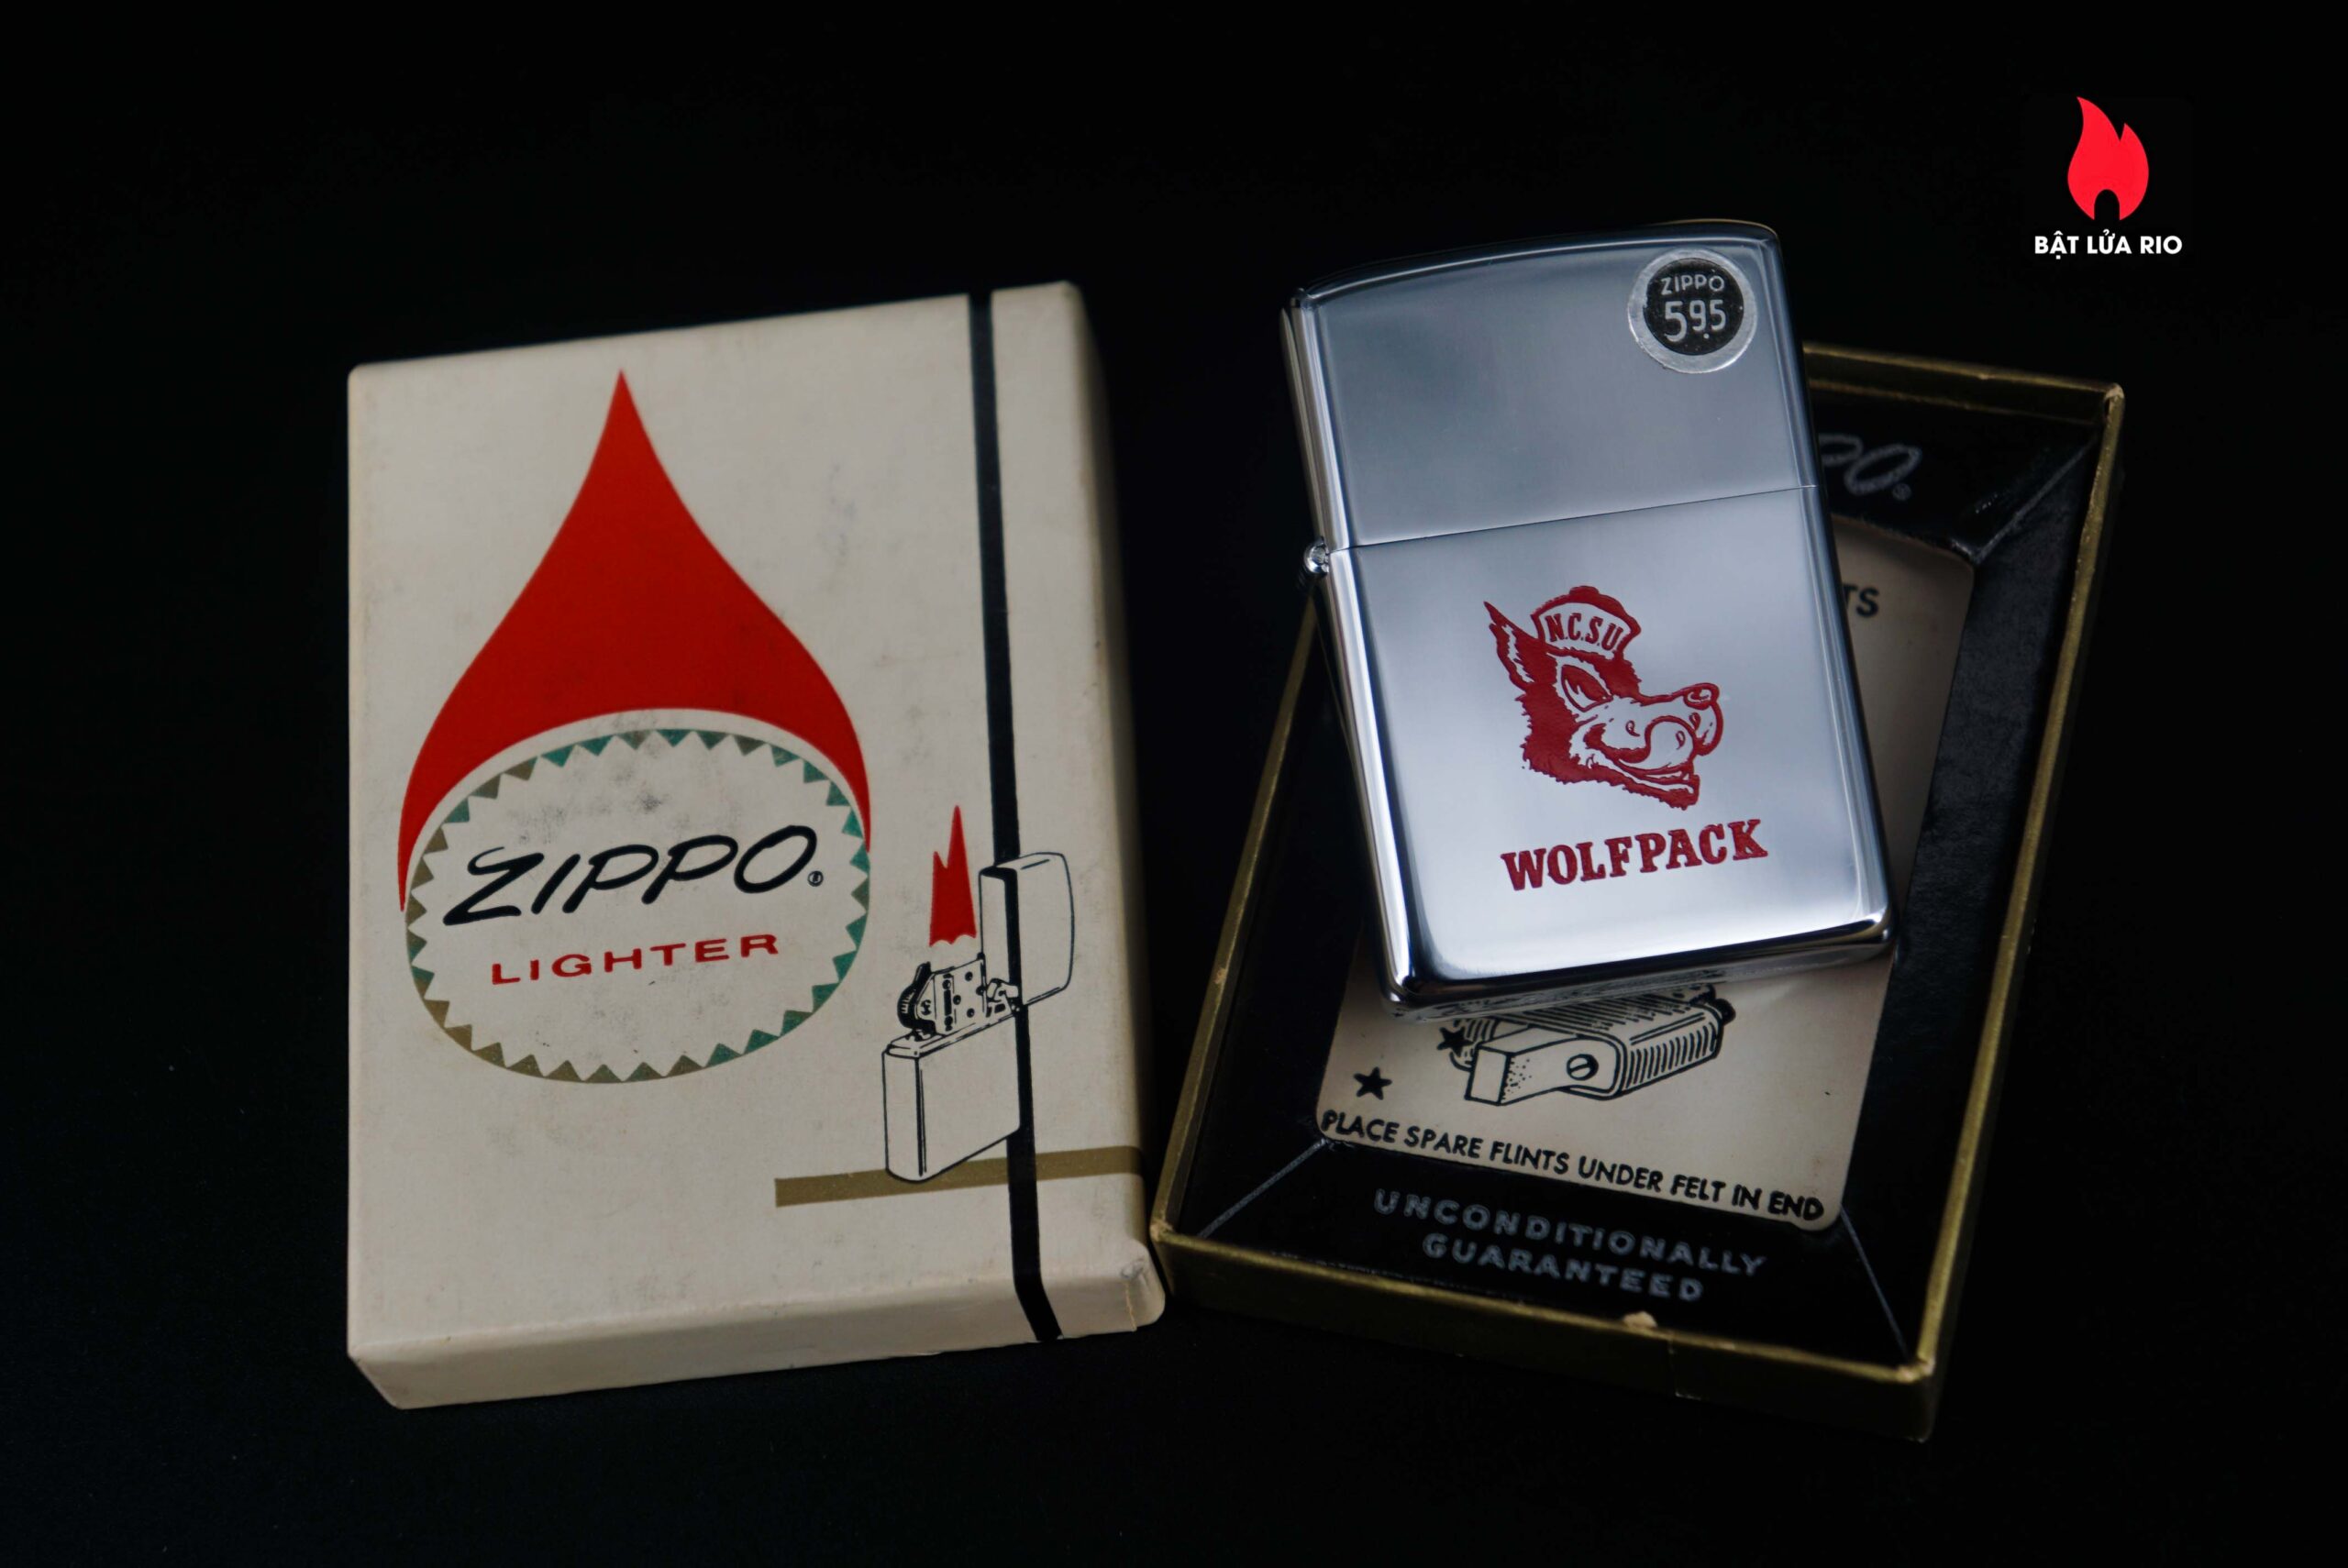 BẬT LỬA RIO
ZIPPO
LIGHTER
ZIPPO
5.95
N.C.S.U.
WOLFPACK
PLACE SPARE FLINTS UNDER FELT IN END
UNCONDITIONALLY
GUARANTEED